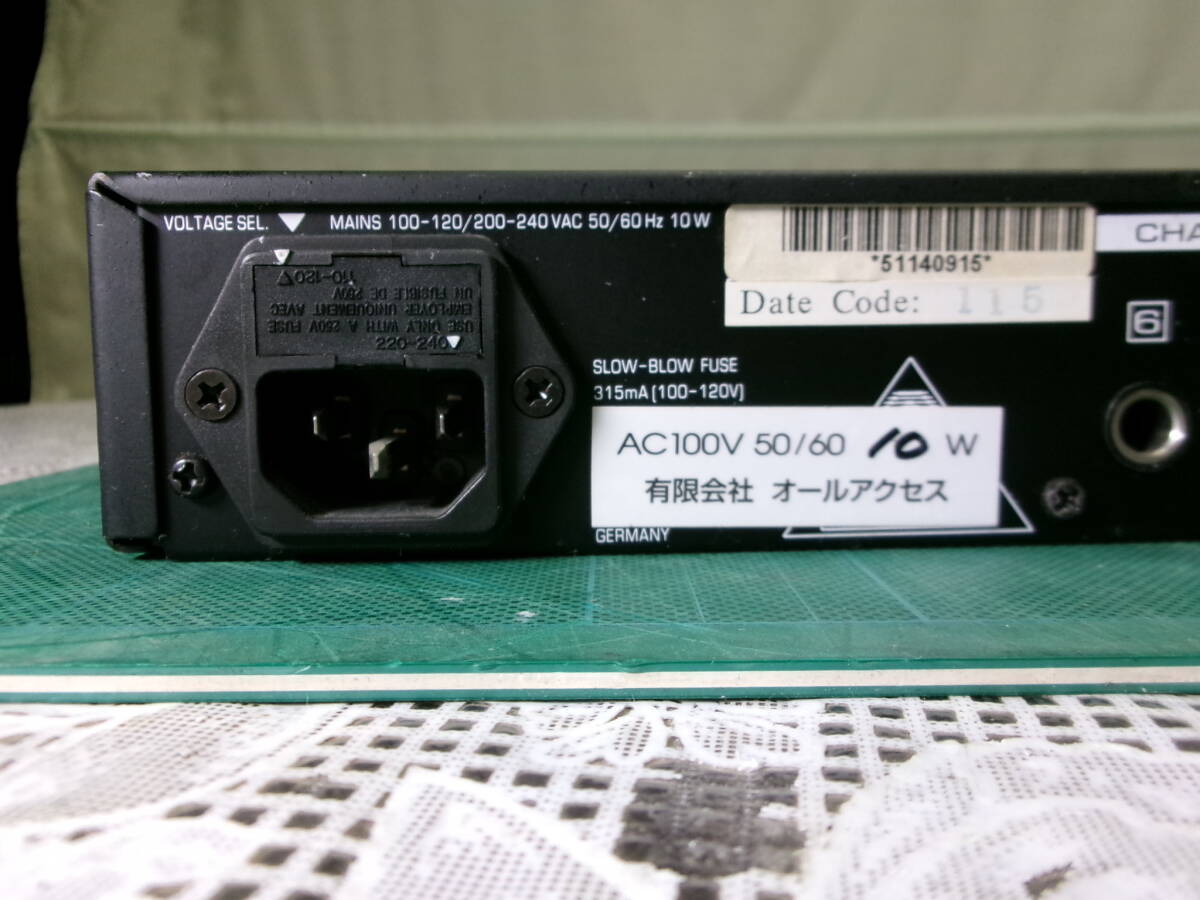 VOLTAGE SEL.
MAINS 100-120/200-240 VAC 50/60 Hz 10 W
*51140915*
Date Code: 115
CHA
6
110-120
UN FUSIBLE DE 250V
EMPLOYER UNIQUEMENT AVEC
USE ONLY WITH A 250V FUSE
220-240
SLOW-BLOW FUSE
315mA (100-120V)
AC100V 50/60 10 W
有限会社 オールアクセス
GERMANY